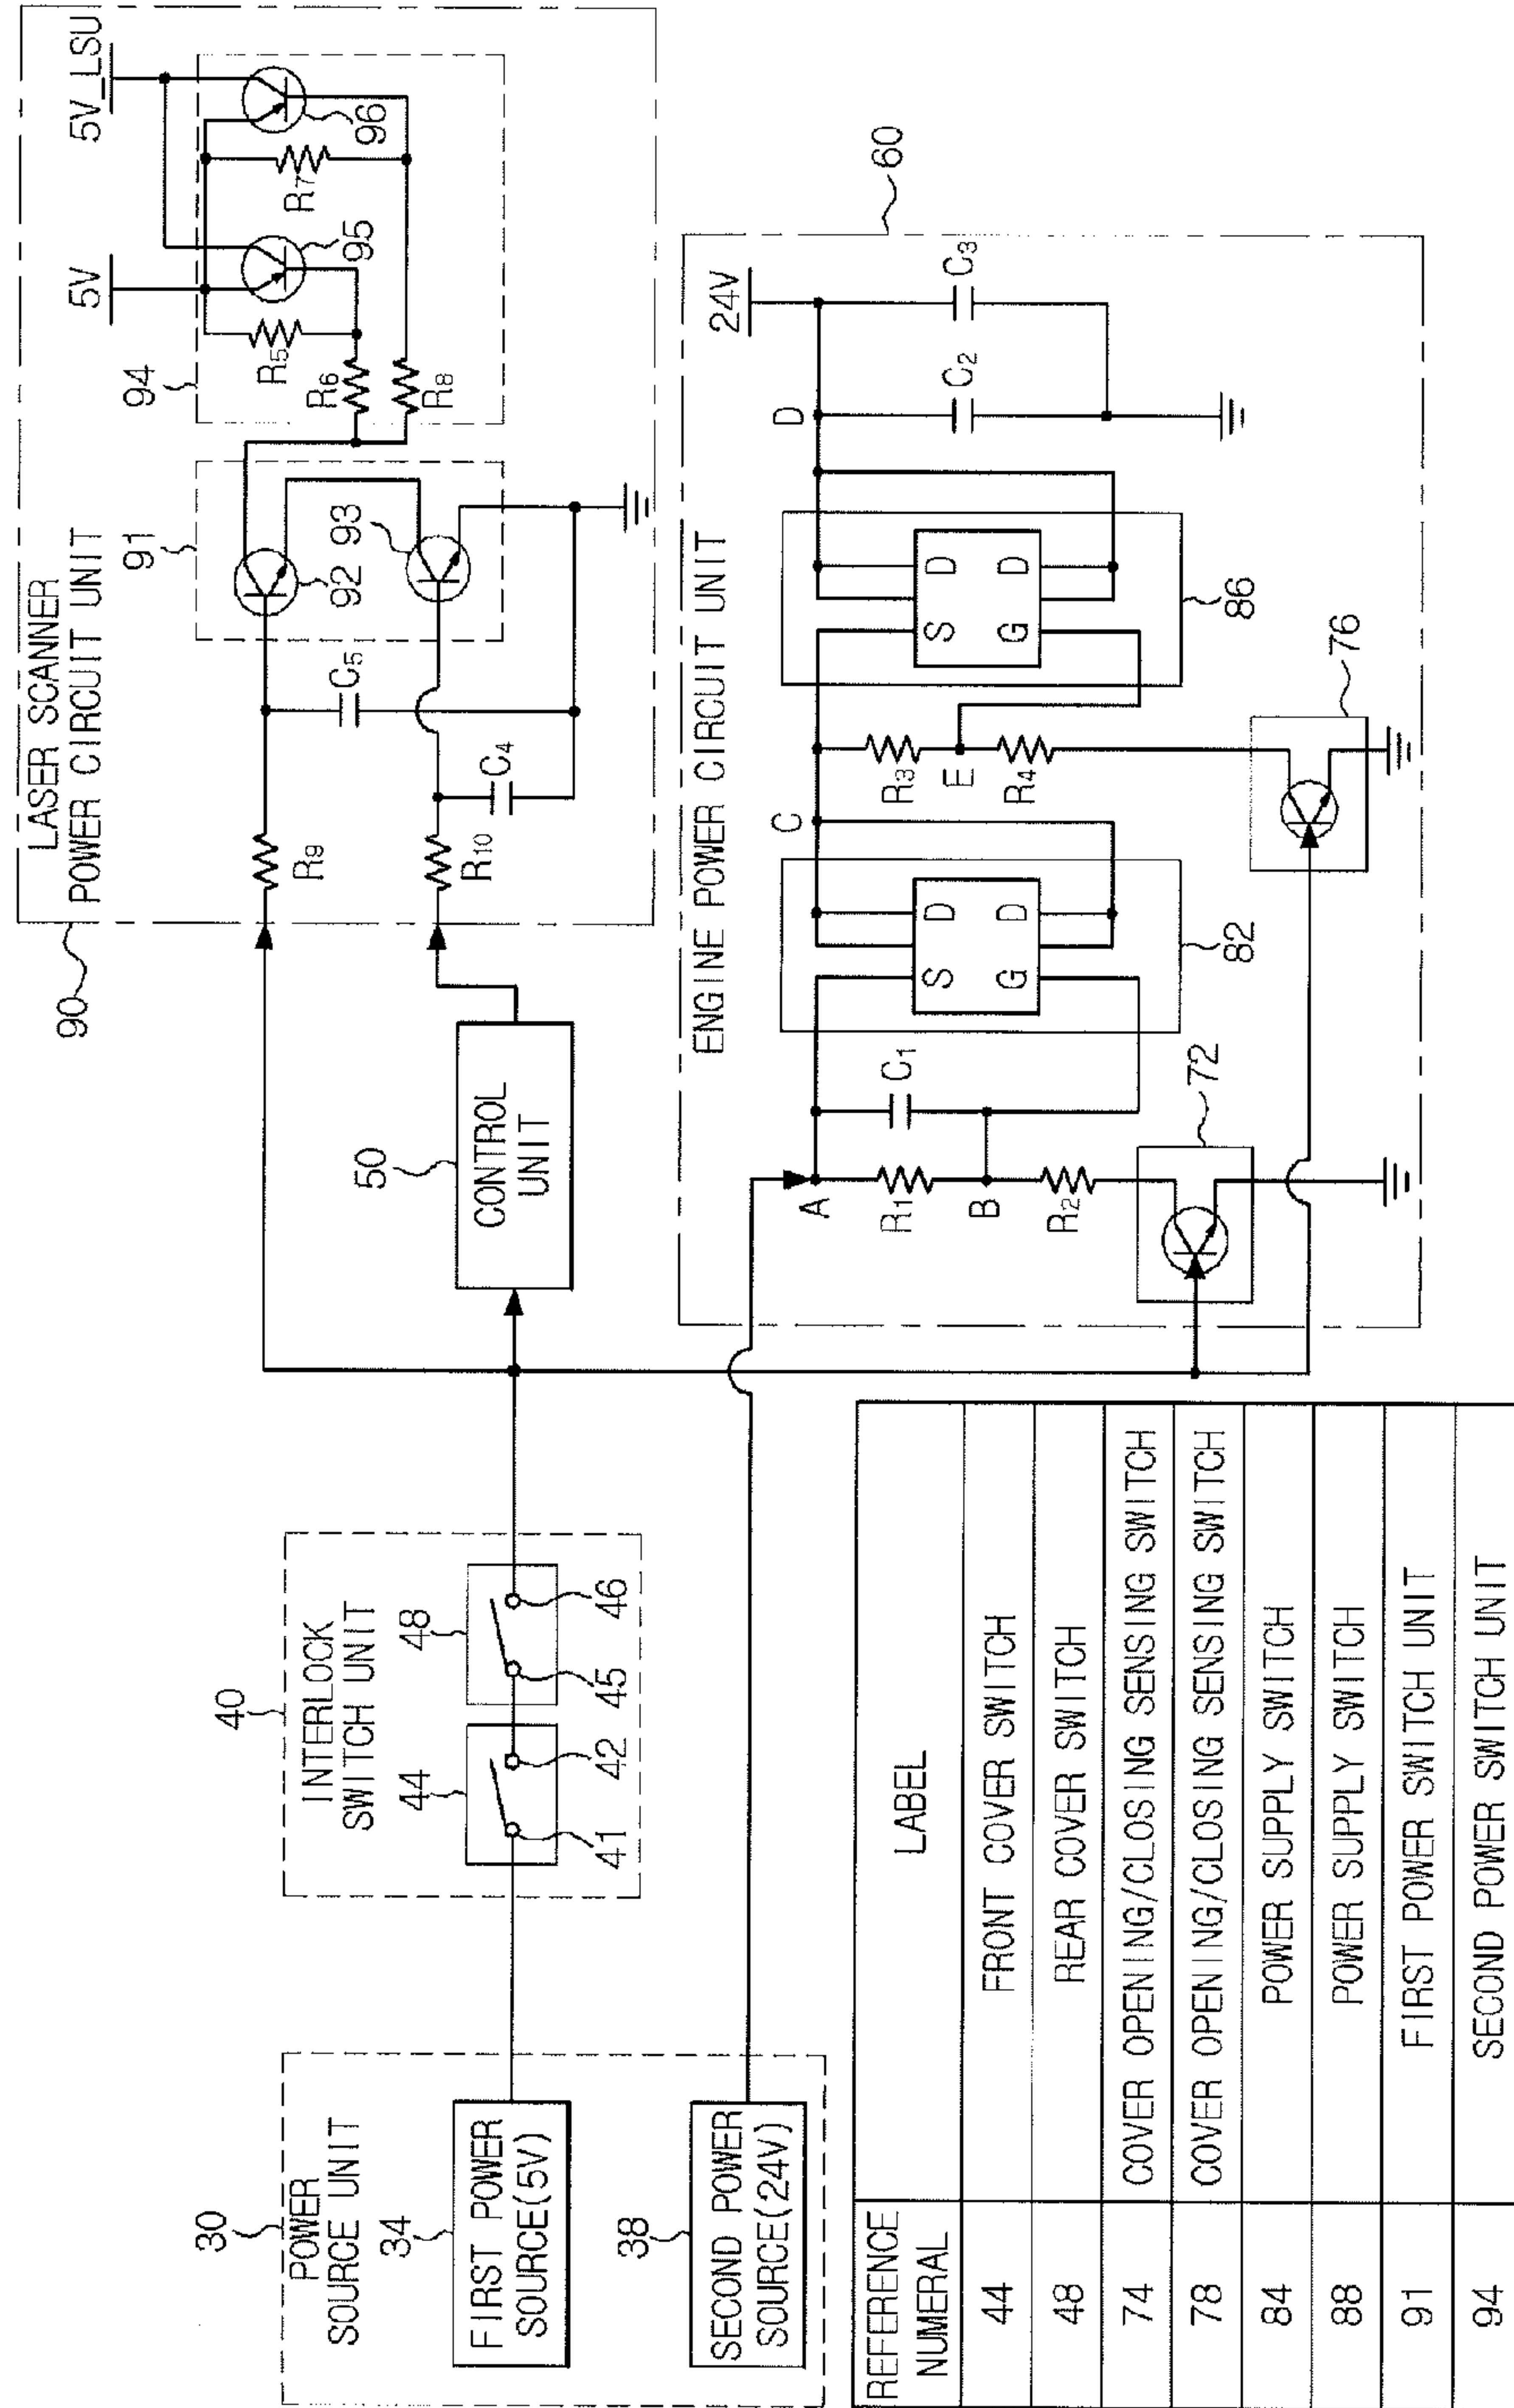 30
POWER
SOURCE UNIT
34
FIRST POWER
SOURCE(5V)
38
SECOND POWER
SOURCE(24V)
40
INTERLOCK
SWITCH UNIT
44
48
41
42
45
46
50
CONTROL
UNIT
90
LASER SCANNER
POWER CIRCUIT UNIT
R9
R10
C5
C4
91
92
93
94
5V
5V_LSU
R5
R6
R7
R8
95
96
ENGINE POWER CIRCUIT UNIT
60
A
R1
B
R2
C1
72
S
D
G
D
82
C
R3
E
R4
76
S
D
G
D
86
D
24V
C2
C3
REFERENCE
NUMERAL
LABEL
44 FRONT COVER SWITCH
48 REAR COVER SWITCH
74 COVER OPENING/CLOSING SENSING SWITCH
78 COVER OPENING/CLOSING SENSING SWITCH
84 POWER SUPPLY SWITCH
88 POWER SUPPLY SWITCH
91 FIRST POWER SWITCH UNIT
94 SECOND POWER SWITCH UNIT